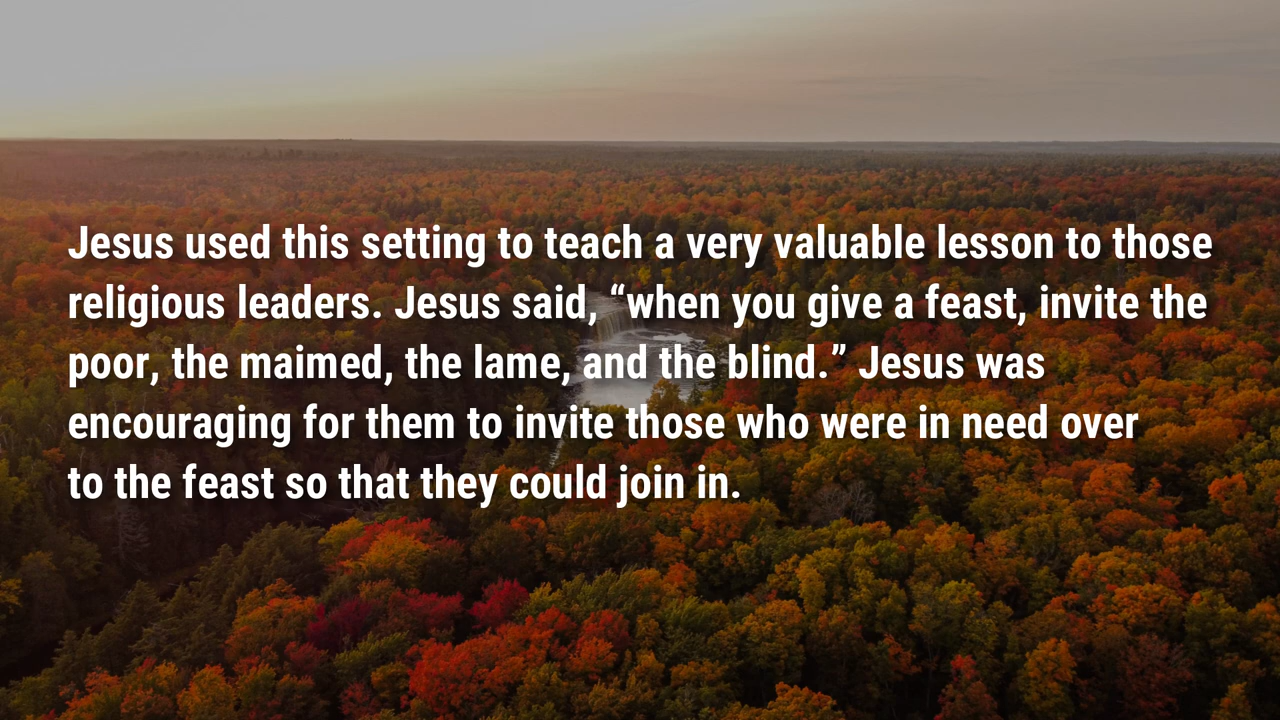 Jesus used this setting to teach a very valuable lesson to those
religious leaders. Jesus said, “when you give a feast, invite the
poor, the maimed, the lame, and the blind.” Jesus was
encouraging for them to invite those who were in need over
to the feast so that they could join in.